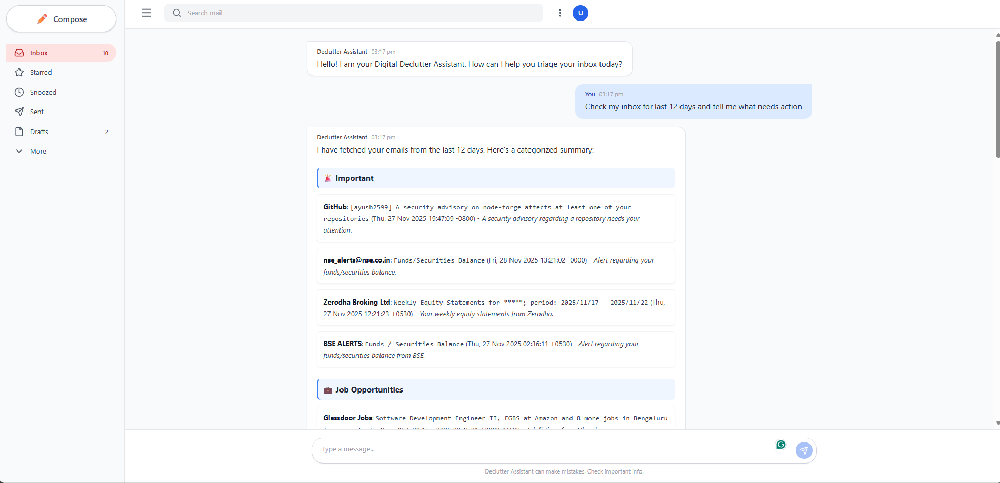 Compose
Inbox 10
Starred
Snoozed
Sent
Drafts 2
More
Search mail
U
Declutter Assistant 03:17 pm
Hello! I am your Digital Declutter Assistant. How can I help you triage your inbox today?
You 03:17 pm
Check my inbox for last 12 days and tell me what needs action
Declutter Assistant 03:17 pm
I have fetched your emails from the last 12 days. Here's a categorized summary:
Important
GitHub: [ayush2599] A security advisory on node-forge affects at least one of your
repositories (Thu, 27 Nov 2025 19:47:09 -0800) - A security advisory regarding a repository needs your
attention.
nse_alerts@nse.co.in: Funds/Securities Balance (Fri, 28 Nov 2025 13:21:02 -0000) - Alert regarding your
funds/securities balance.
Zerodha Broking Ltd: Weekly Equity Statements for *****; period: 2025/11/17 - 2025/11/22 (Thu,
27 Nov 2025 12:21:23 +0530) - Your weekly equity statements from Zerodha.
BSE ALERTS: Funds / Securities Balance (Thu, 27 Nov 2025 02:36:11 +0530) - Alert regarding your
funds/securities balance from BSE.
Job Opportunities
Glassdoor Jobs: Software Development Engineer II, FGBS at Amazon and 8 more jobs in Bengaluru
Type a message...
Declutter Assistant can make mistakes. Check important info.